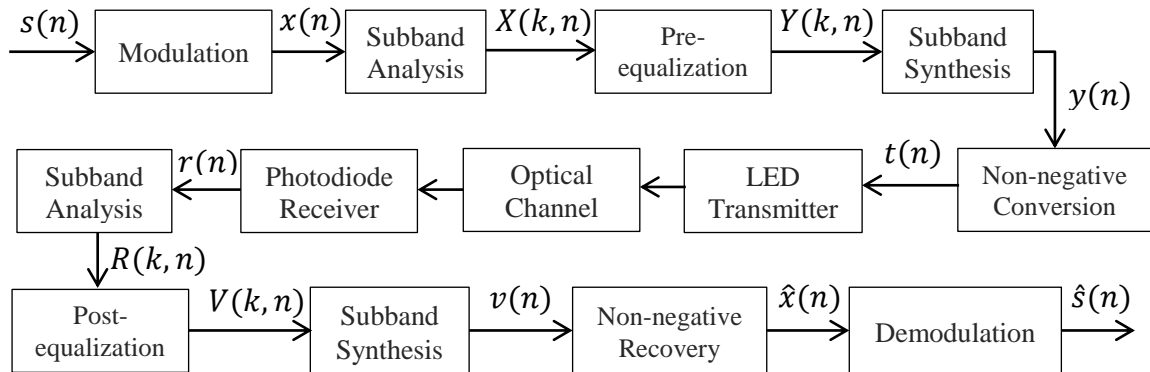 s(n)
Modulation
x(n)
Subband
Analysis
X(k, n)
Pre-
equalization
Y(k, n)
Subband
Synthesis
y(n)
Non-negative
Conversion
t(n)
LED
Transmitter
Optical
Channel
Photodiode
Receiver
r(n)
Subband
Analysis
R(k, n)
Post-
equalization
V(k, n)
Subband
Synthesis
v(n)
Non-negative
Recovery
x̂(n)
Demodulation
ŝ(n)